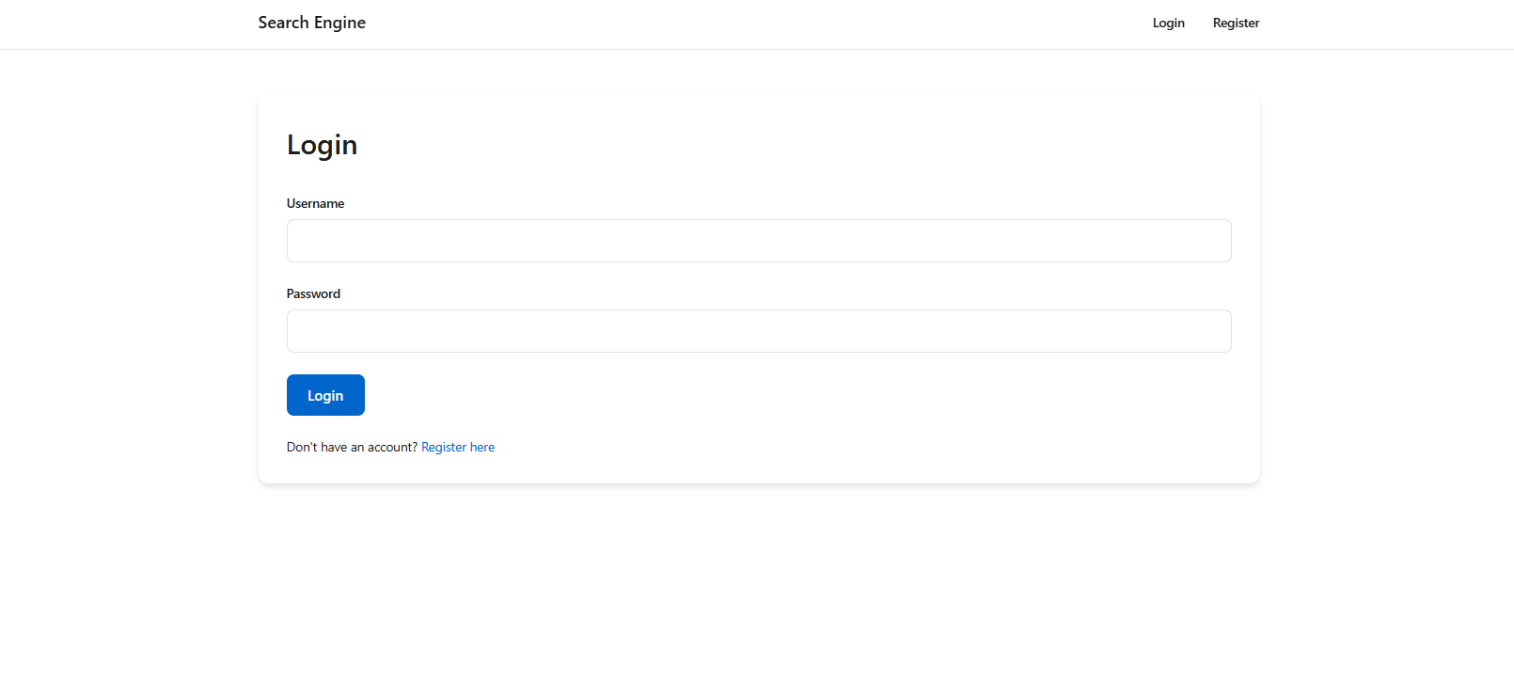 Search Engine
Login Register
Login
Username
Password
Login
Don't have an account? Register here